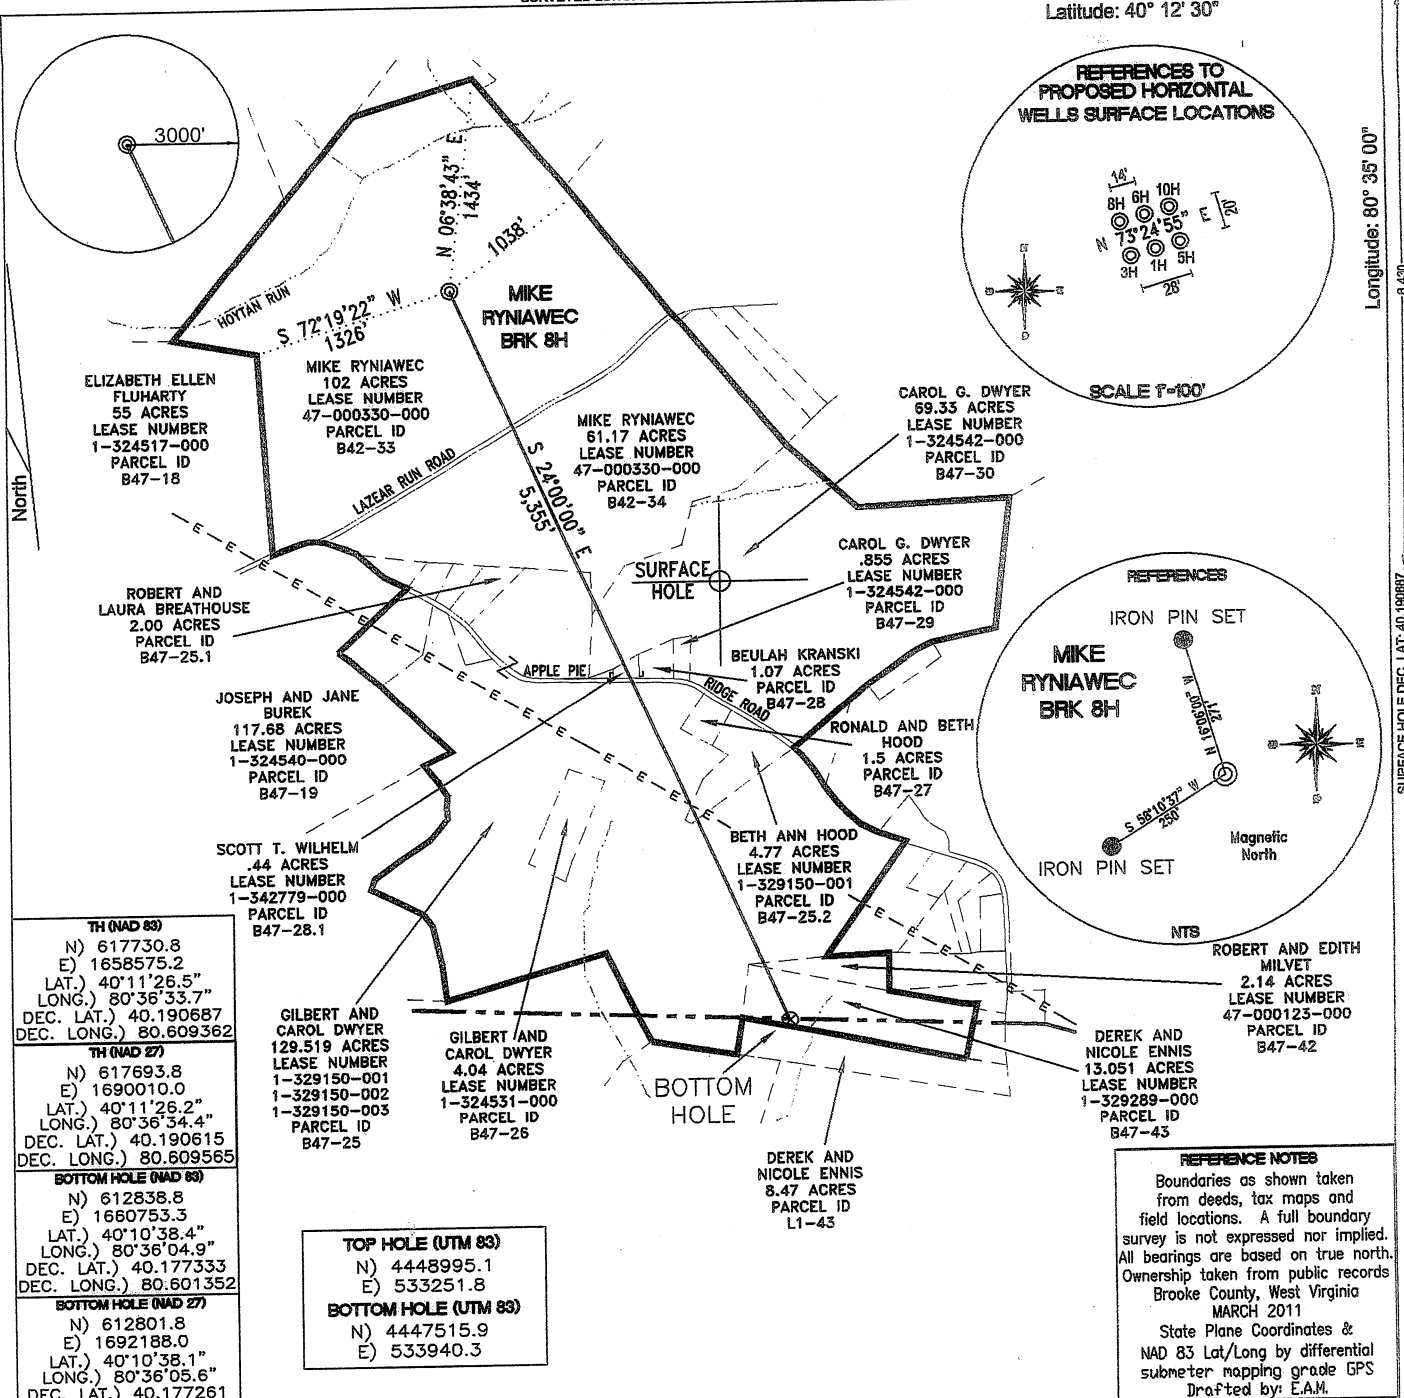 Latitude: 40° 12' 30"
Longitude: 80° 35' 00"
3000'
North
REFERENCES TO
PROPOSED HORIZONTAL
WELLS SURFACE LOCATIONS
14'
8H 6H 10H
20'
N 73°24'55" E
3H 1H 5H
28'
SCALE 1"=100'
N 06°38'43" E
1434'
1038'
HOYTAN RUN
S 72°19'22" W
1326'
MIKE
RYNIAWEC
BRK 8H
ELIZABETH ELLEN
FLUHARTY
55 ACRES
LEASE NUMBER
1-324517-000
PARCEL ID
B47-18
MIKE RYNIAWEC
102 ACRES
LEASE NUMBER
47-000330-000
PARCEL ID
B42-33
MIKE RYNIAWEC
61.17 ACRES
LEASE NUMBER
47-000330-000
PARCEL ID
B42-34
CAROL G. DWYER
69.33 ACRES
LEASE NUMBER
1-324542-000
PARCEL ID
B47-30
LAZEAR RUN ROAD
S 24°00'00" E
5,355'
E E E E E E E E E E E E E E E E E E
SURFACE
HOLE
CAROL G. DWYER
.855 ACRES
LEASE NUMBER
1-324542-000
PARCEL ID
B47-29
ROBERT AND
LAURA BREATHOUSE
2.00 ACRES
PARCEL ID
B47-25.1
APPLE PIE
RIDGE ROAD
BEULAH KRANSKI
1.07 ACRES
PARCEL ID
B47-28
JOSEPH AND JANE
BUREK
117.68 ACRES
LEASE NUMBER
1-324540-000
PARCEL ID
B47-19
RONALD AND BETH
HOOD
1.5 ACRES
PARCEL ID
B47-27
SCOTT T. WILHELM
.44 ACRES
LEASE NUMBER
1-342779-000
PARCEL ID
B47-28.1
BETH ANN HOOD
4.77 ACRES
LEASE NUMBER
1-329150-001
PARCEL ID
B47-25.2
REFERENCES
IRON PIN SET
MIKE
RYNIAWEC
BRK 8H
271'
S 58°10'37" W
250'
Magnetic
North
IRON PIN SET
NTS
ROBERT AND EDITH
MILVET
2.14 ACRES
LEASE NUMBER
47-000123-000
PARCEL ID
B47-42
GILBERT AND
CAROL DWYER
129.519 ACRES
LEASE NUMBER
1-329150-001
1-329150-002
1-329150-003
PARCEL ID
B47-25
GILBERT AND
CAROL DWYER
4.04 ACRES
LEASE NUMBER
1-324531-000
PARCEL ID
B47-26
BOTTOM
HOLE
DEREK AND
NICOLE ENNIS
13.051 ACRES
LEASE NUMBER
1-329289-000
PARCEL ID
B47-43
DEREK AND
NICOLE ENNIS
8.47 ACRES
PARCEL ID
L1-43
TH (NAD 83)
N) 617730.8
E) 1658575.2
LAT.) 40°11'26.5"
LONG.) 80°36'33.7"
DEC. LAT.) 40.190687
DEC. LONG.) 80.609362
TH (NAD 27)
N) 617693.8
E) 1690010.0
LAT.) 40°11'26.2"
LONG.) 80°36'34.4"
DEC. LAT.) 40.190615
DEC. LONG.) 80.609565
BOTTOM HOLE (NAD 83)
N) 612838.8
E) 1660753.3
LAT.) 40°10'38.4"
LONG.) 80°36'04.9"
DEC. LAT.) 40.177333
DEC. LONG.) 80.601352
BOTTOM HOLE (NAD 27)
N) 612801.8
E) 1692188.0
LAT.) 40°10'38.1"
LONG.) 80°36'05.6"
DEC. LAT.) 40.177261
TOP HOLE (UTM 83)
N) 4448995.1
E) 533251.8
BOTTOM HOLE (UTM 83)
N) 4447515.9
E) 533940.3
REFERENCE NOTES
Boundaries as shown taken
from deeds, tax maps and
field locations. A full boundary
survey is not expressed nor implied.
All bearings are based on true north.
Ownership taken from public records
Brooke County, West Virginia
MARCH 2011
State Plane Coordinates &
NAD 83 Lat/Long by differential
submeter mapping grade GPS
Drafted by: E.A.M.
SURFACE HOLE DEC. LAT: 40.190687